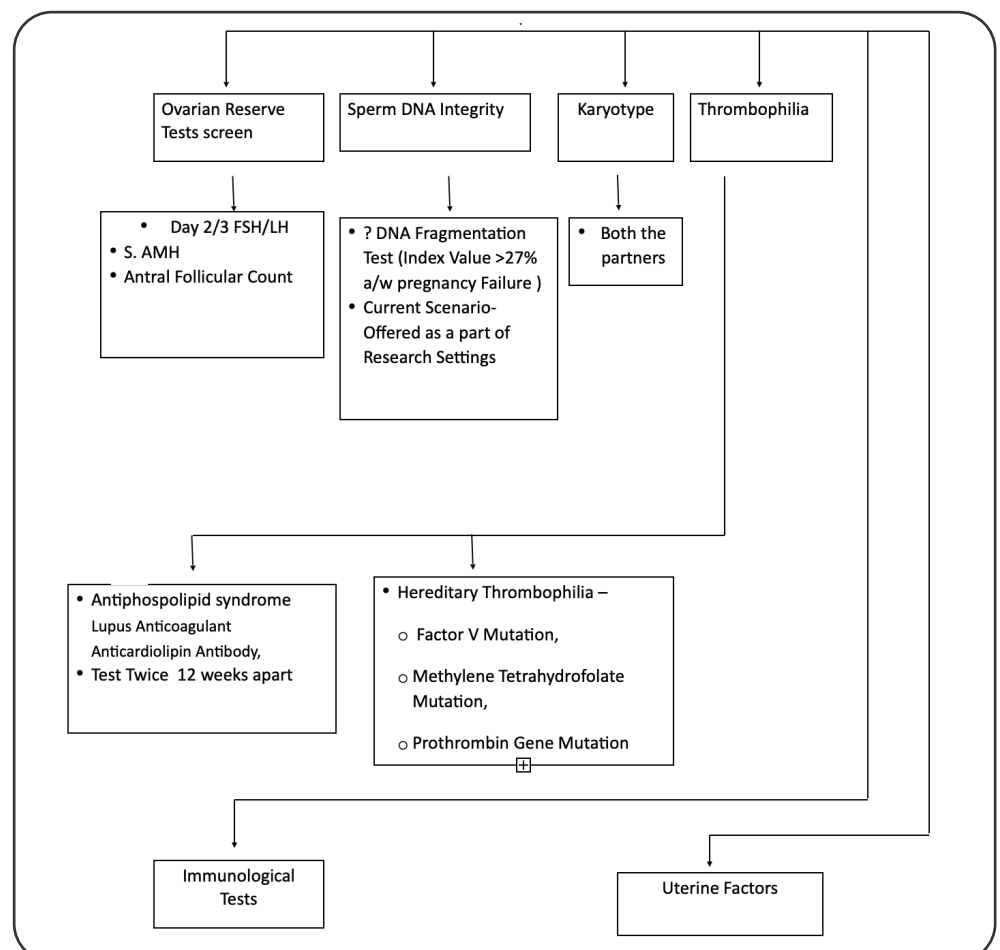 Ovarian Reserve
Tests screen
Sperm DNA Integrity
Karyotype
Thrombophilia
• Day 2/3 FSH/LH
• S. AMH
• Antral Follicular Count
• ? DNA Fragmentation
Test (Index Value >27%
a/w pregnancy Failure )
• Current Scenario-
Offered as a part of
Research Settings
• Both the
partners
• Antiphospolipid syndrome
Lupus Anticoagulant
Anticardiolipin Antibody,
• Test Twice 12 weeks apart
• Hereditary Thrombophilia –
o Factor V Mutation,
o Methylene Tetrahydrofolate
Mutation,
o Prothrombin Gene Mutation
Immunological
Tests
Uterine Factors